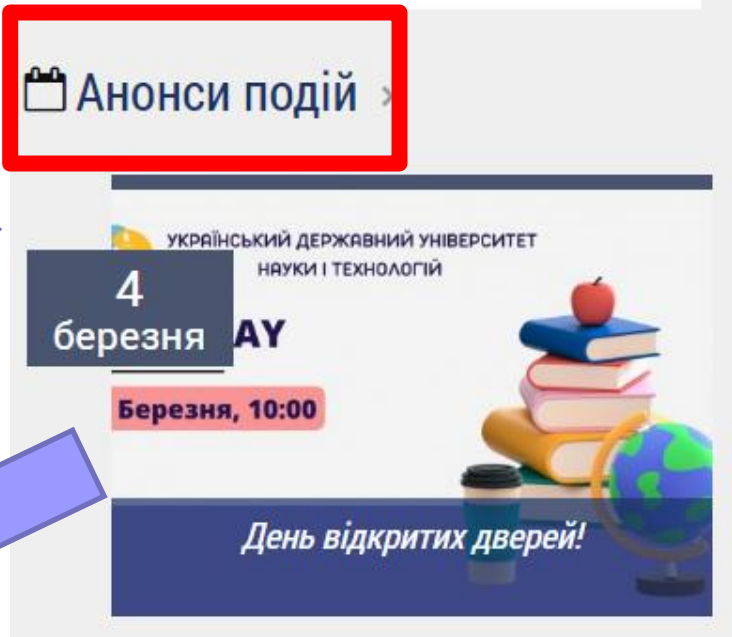 Анонси подій
УКРАЇНСЬКИЙ ДЕРЖАВНИЙ УНІВЕРСИТЕТ
НАУКИ І ТЕХНОЛОГІЙ
4
березня
AY
Березня, 10:00
День відкритих дверей!